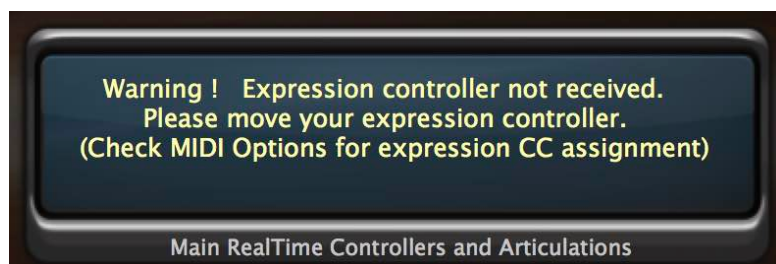 Warning !   Expression controller not received.
Please move your expression controller.
(Check MIDI Options for expression CC assignment)
Main RealTime Controllers and Articulations